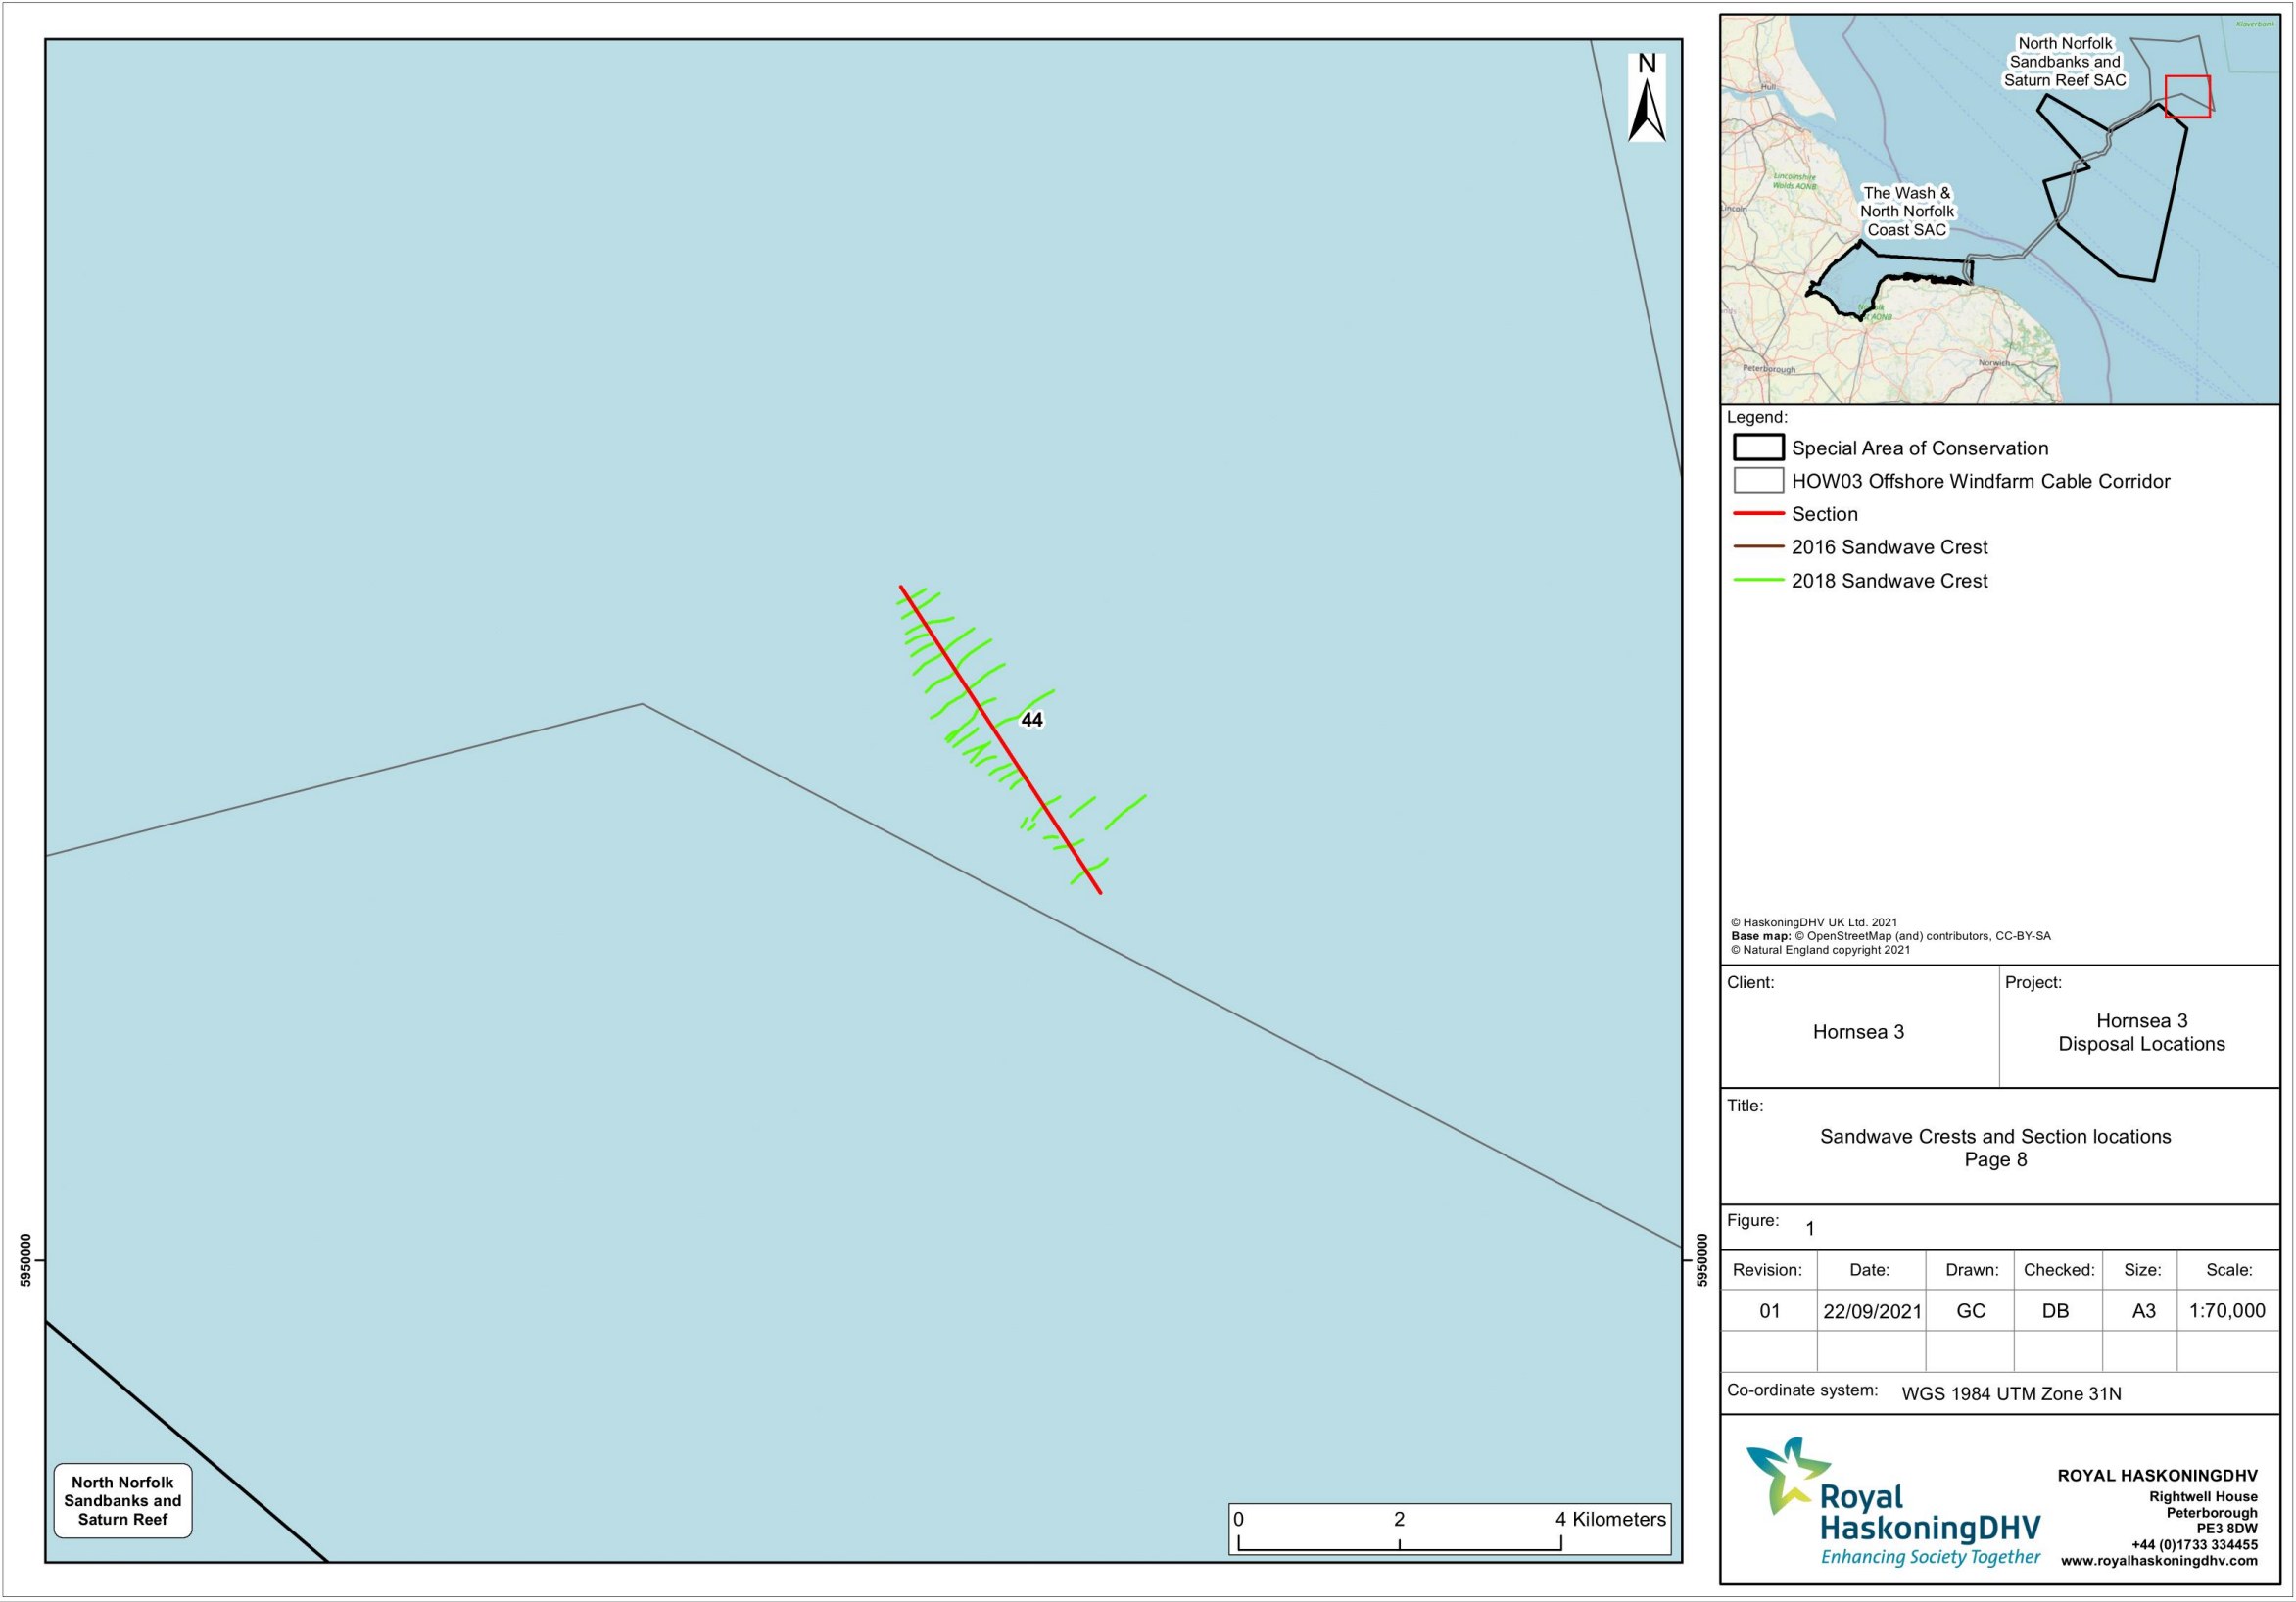 N
44
5950000
5950000
North Norfolk
Sandbanks and
Saturn Reef
0 2 4 Kilometers
Klaverbank
North Norfolk
Sandbanks and
Saturn Reef SAC
Hull
Lincolnshire
Wolds AONB
Lincoln
The Wash &
North Norfolk
Coast SAC
AONB
Norwich
Peterborough
Legend:
Special Area of Conservation
HOW03 Offshore Windfarm Cable Corridor
Section
2016 Sandwave Crest
2018 Sandwave Crest
© HaskoningDHV UK Ltd. 2021
Base map: © OpenStreetMap (and) contributors, CC-BY-SA
© Natural England copyright 2021
Client:
Hornsea 3
Project:
Hornsea 3
Disposal Locations
Title:
Sandwave Crests and Section locations
Page 8
Figure: 1
Revision: Date: Drawn: Checked: Size: Scale:
01 22/09/2021 GC DB A3 1:70,000
Co-ordinate system: WGS 1984 UTM Zone 31N
Royal
HaskoningDHV
Enhancing Society Together
ROYAL HASKONINGDHV
Rightwell House
Peterborough
PE3 8DW
+44 (0)1733 334455
www.royalhaskoningdhv.com